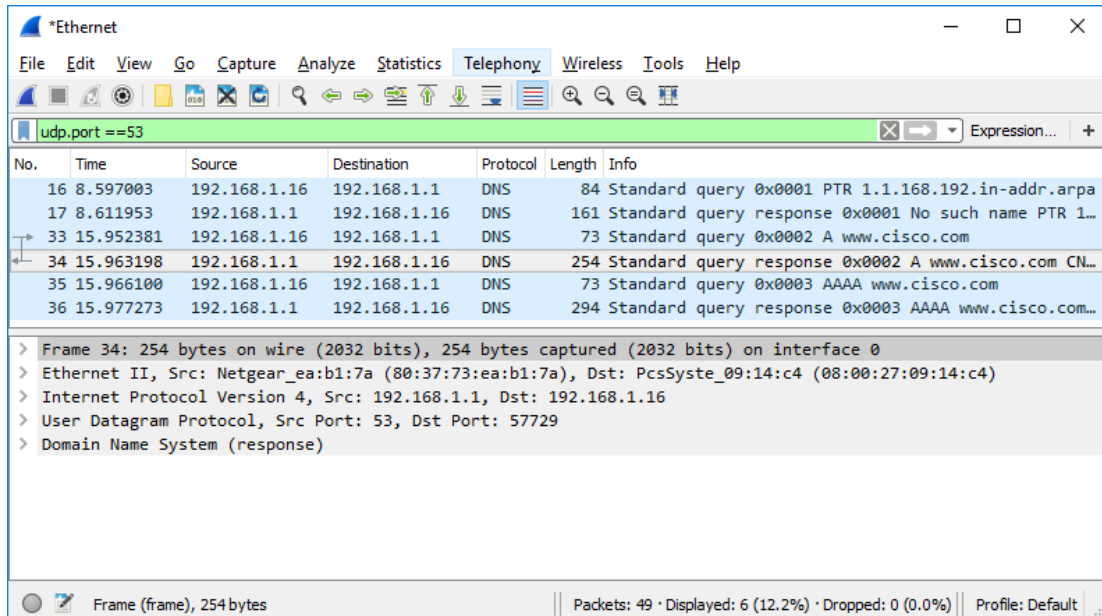 *Ethernet
File Edit View Go Capture Analyze Statistics Telephony Wireless Tools Help
udp.port ==53 Expression... +
No. Time Source Destination Protocol Length Info
16 8.597003 192.168.1.16 192.168.1.1 DNS 84 Standard query 0x0001 PTR 1.1.168.192.in-addr.arpa
17 8.611953 192.168.1.1 192.168.1.16 DNS 161 Standard query response 0x0001 No such name PTR 1…
33 15.952381 192.168.1.16 192.168.1.1 DNS 73 Standard query 0x0002 A www.cisco.com
34 15.963198 192.168.1.1 192.168.1.16 DNS 254 Standard query response 0x0002 A www.cisco.com CN…
35 15.966100 192.168.1.16 192.168.1.1 DNS 73 Standard query 0x0003 AAAA www.cisco.com
36 15.977273 192.168.1.1 192.168.1.16 DNS 294 Standard query response 0x0003 AAAA www.cisco.com…
> Frame 34: 254 bytes on wire (2032 bits), 254 bytes captured (2032 bits) on interface 0
> Ethernet II, Src: Netgear_ea:b1:7a (80:37:73:ea:b1:7a), Dst: PcsSyste_09:14:c4 (08:00:27:09:14:c4)
> Internet Protocol Version 4, Src: 192.168.1.1, Dst: 192.168.1.16
> User Datagram Protocol, Src Port: 53, Dst Port: 57729
> Domain Name System (response)
Frame (frame), 254 bytes Packets: 49 · Displayed: 6 (12.2%) · Dropped: 0 (0.0%) Profile: Default